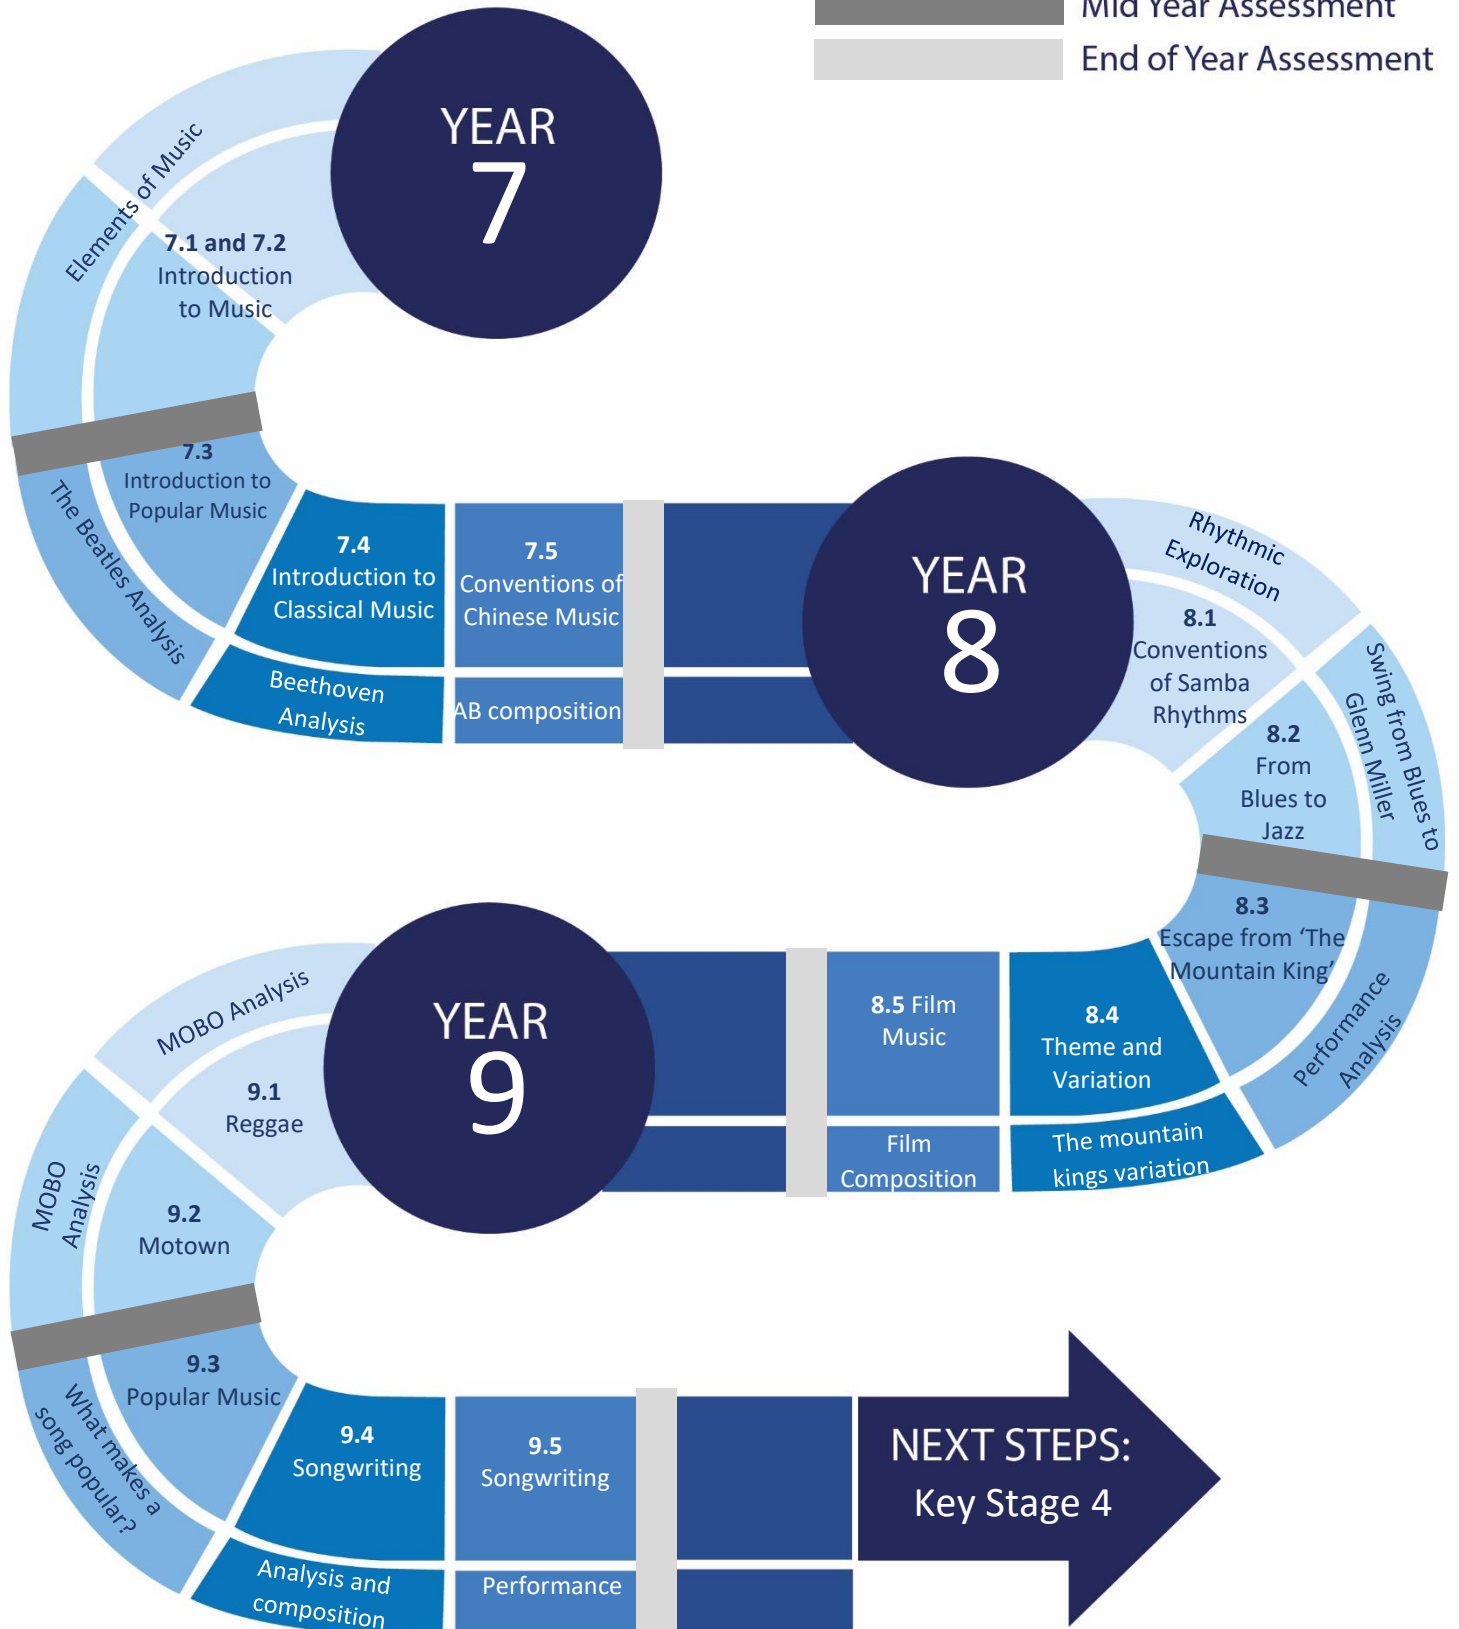 Mid Year Assessment
End of Year Assessment
YEAR
7
Elements of Music
7.1 and 7.2
Introduction
to Music
7.3
Introduction to
Popular Music
The Beatles Analysis
7.4
Introduction to
Classical Music
Beethoven
Analysis
7.5
Conventions of
Chinese Music
AB composition
YEAR
8
Rhythmic
Exploration
8.1
Conventions
of Samba
Rhythms
Swing from Blues to
Glenn Miller
8.2
From
Blues to
Jazz
8.3
Escape from ‘The
Mountain King’
Performance
Analysis
8.4
Theme and
Variation
The mountain
kings variation
8.5 Film
Music
Film
Composition
YEAR
9
MOBO Analysis
9.1
Reggae
MOBO
Analysis
9.2
Motown
9.3
Popular Music
What makes a
song popular?
9.4
Songwriting
Analysis and
composition
9.5
Songwriting
Performance
NEXT STEPS:
Key Stage 4